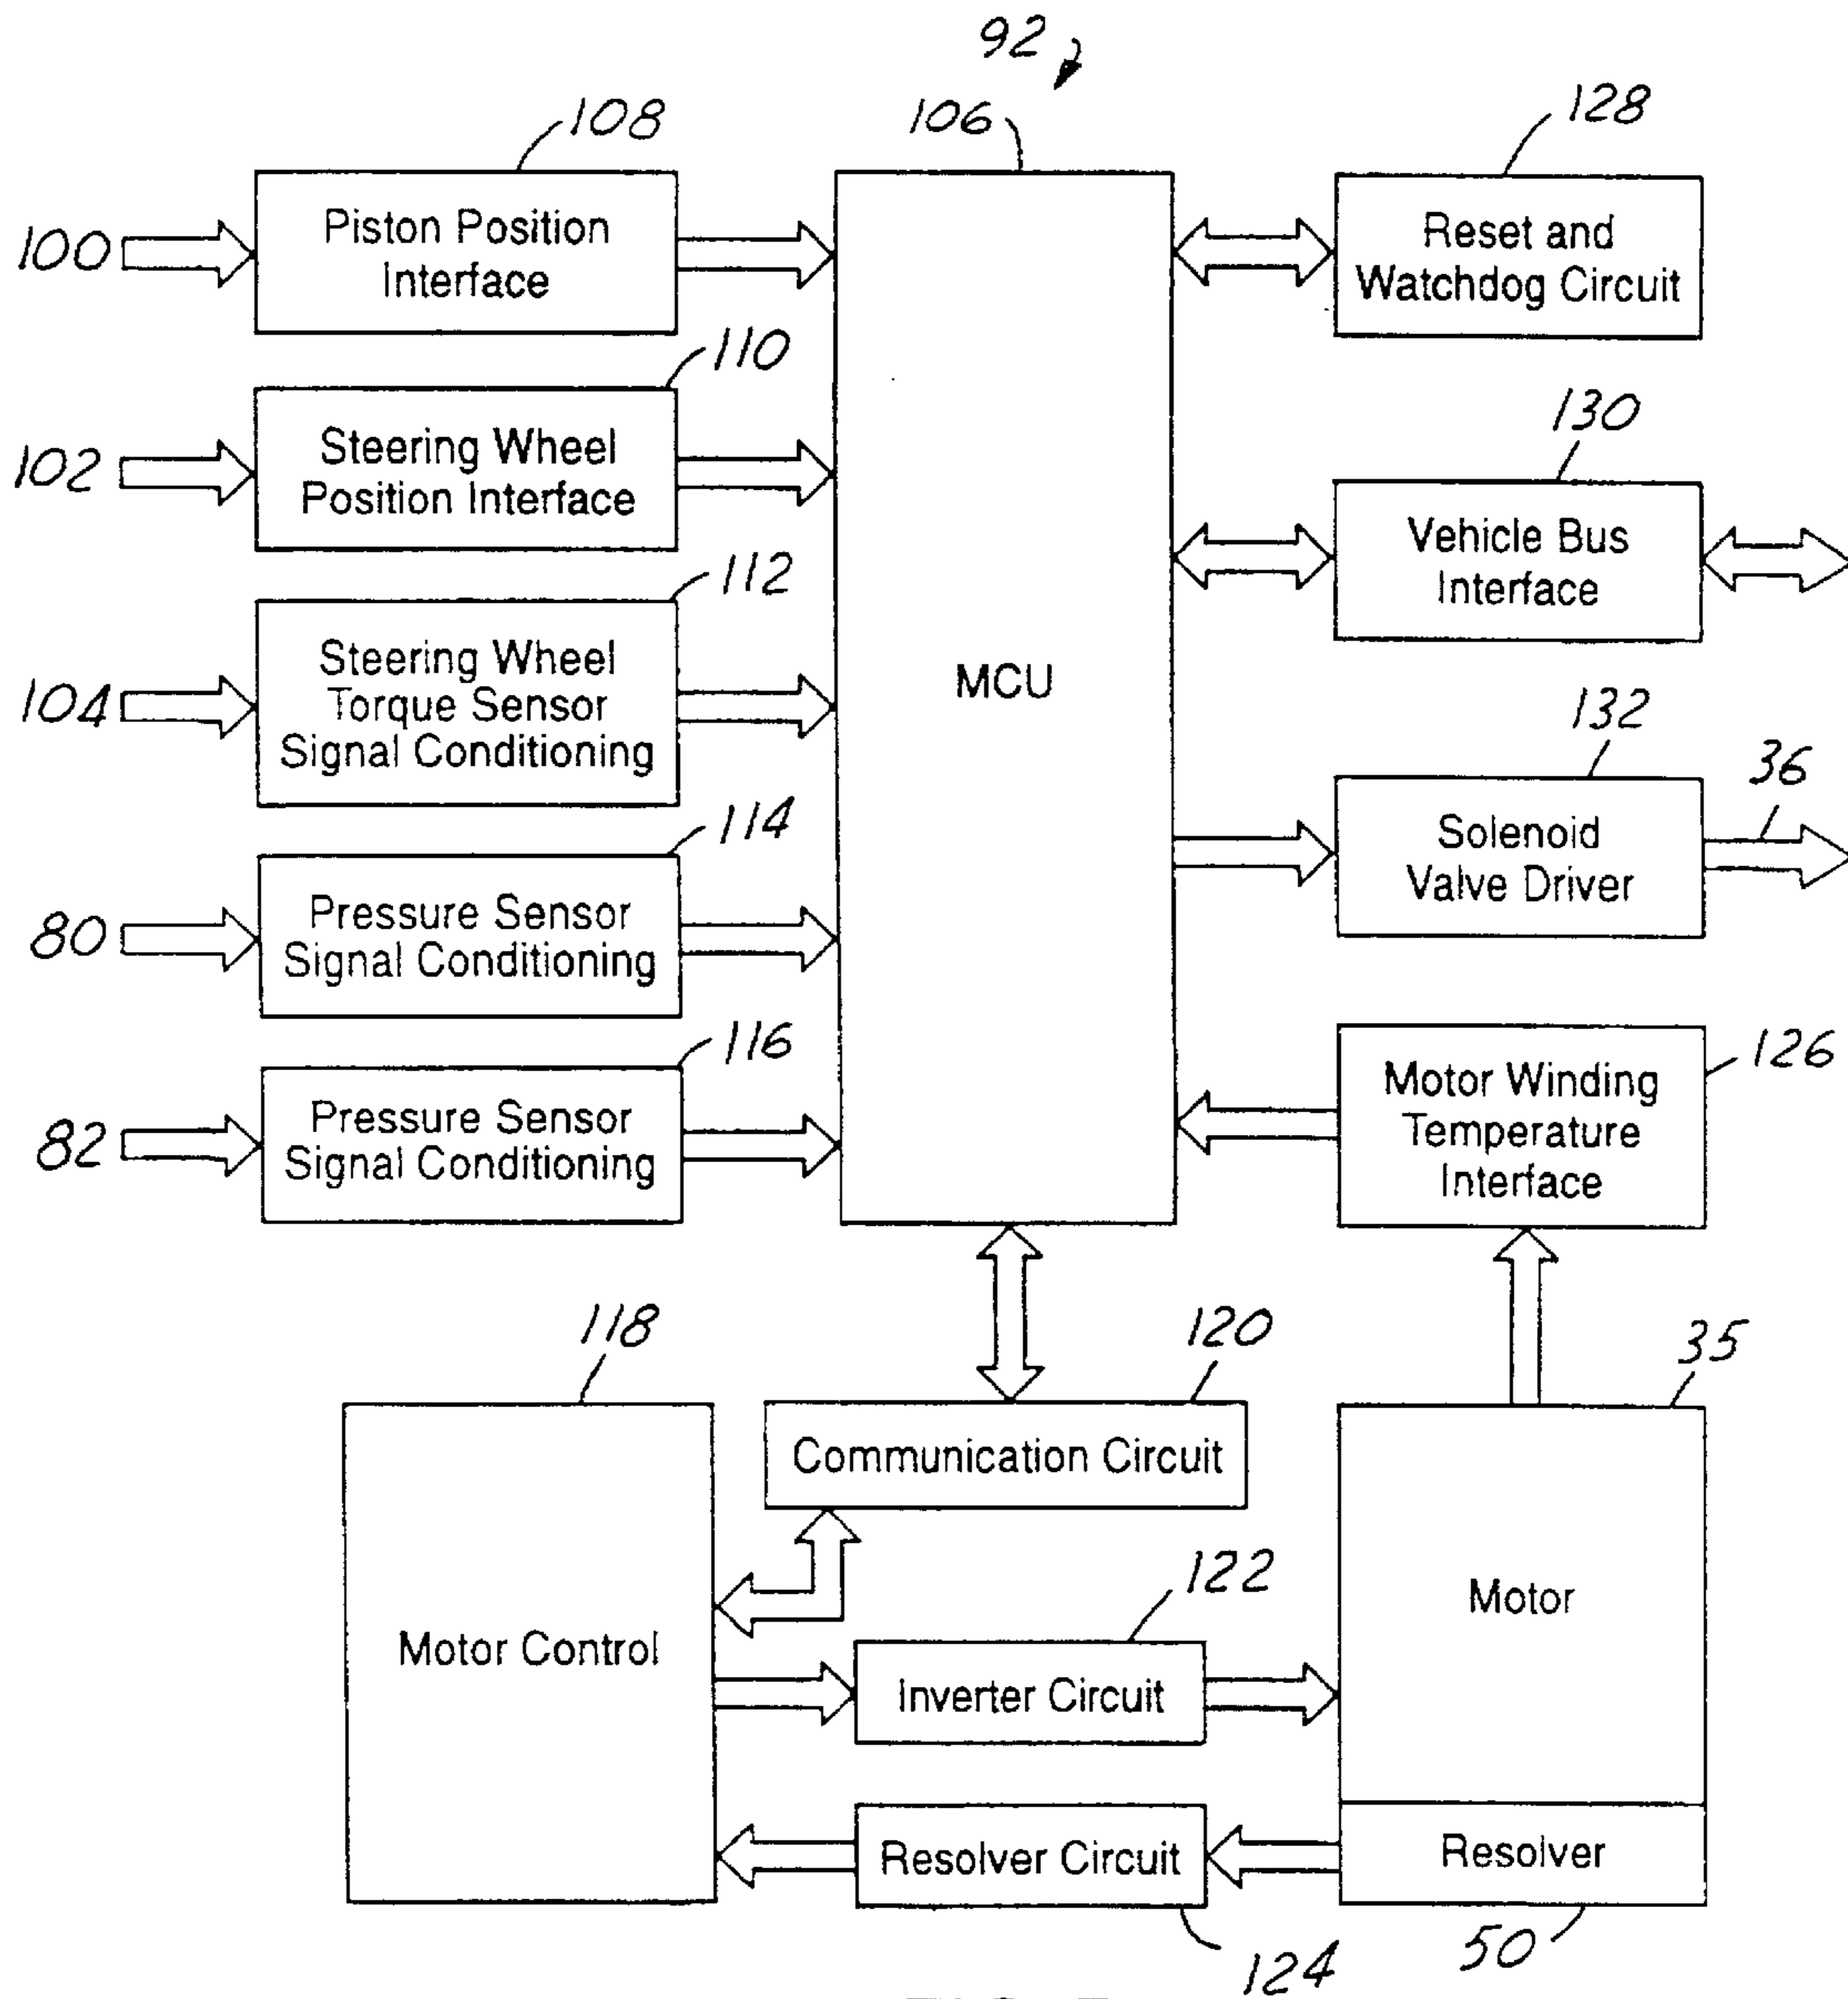 92
108
106
128
100
Piston Position
Interface
Reset and
Watchdog Circuit
110
102
Steering Wheel
Position Interface
130
Vehicle Bus
Interface
112
104
Steering Wheel
Torque Sensor
Signal Conditioning
MCU
132
36
Solenoid
Valve Driver
114
80
Pressure Sensor
Signal Conditioning
116
82
Pressure Sensor
Signal Conditioning
126
Motor Winding
Temperature
Interface
118
120
35
Communication Circuit
Motor Control
122
Inverter Circuit
Motor
Resolver Circuit
Resolver
124
50